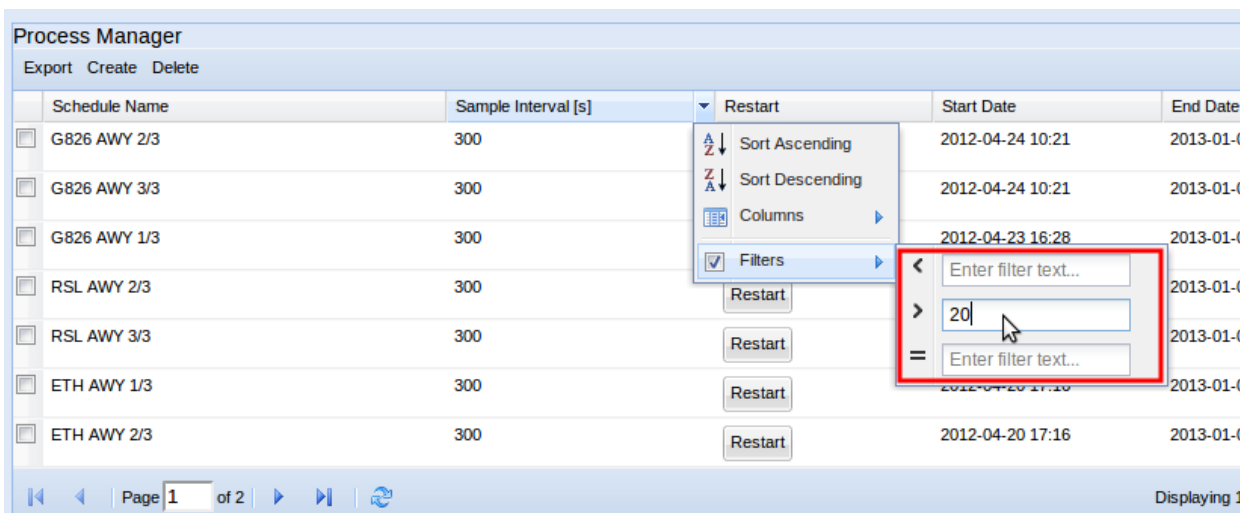 Process Manager
Export Create Delete
Schedule Name Sample Interval [s] Restart Start Date End Date
G826 AWY 2/3 300 2012-04-24 10:21
Sort Ascending
G826 AWY 3/3 300 2012-04-24 10:21
Sort Descending
Columns
G826 AWY 1/3 300 2012-04-23 16:28
Filters
< Enter filter text...
RSL AWY 2/3 300 Restart
> 20
RSL AWY 3/3 300 Restart
= Enter filter text...
ETH AWY 1/3 300 Restart
ETH AWY 2/3 300 Restart 2012-04-20 17:16
Page 1 of 2 Displaying